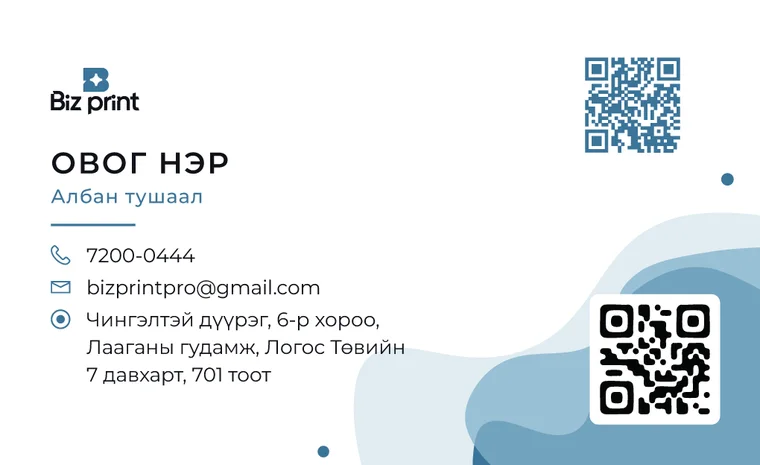 Biz print
ОВОГ НЭР
Албан тушаал
7200-0444
bizprintpro@gmail.com
Чингэлтэй дүүрэг, 6-р хороо,
Лааганы гудамж, Логос Төвийн
7 давхарт, 701 тоот